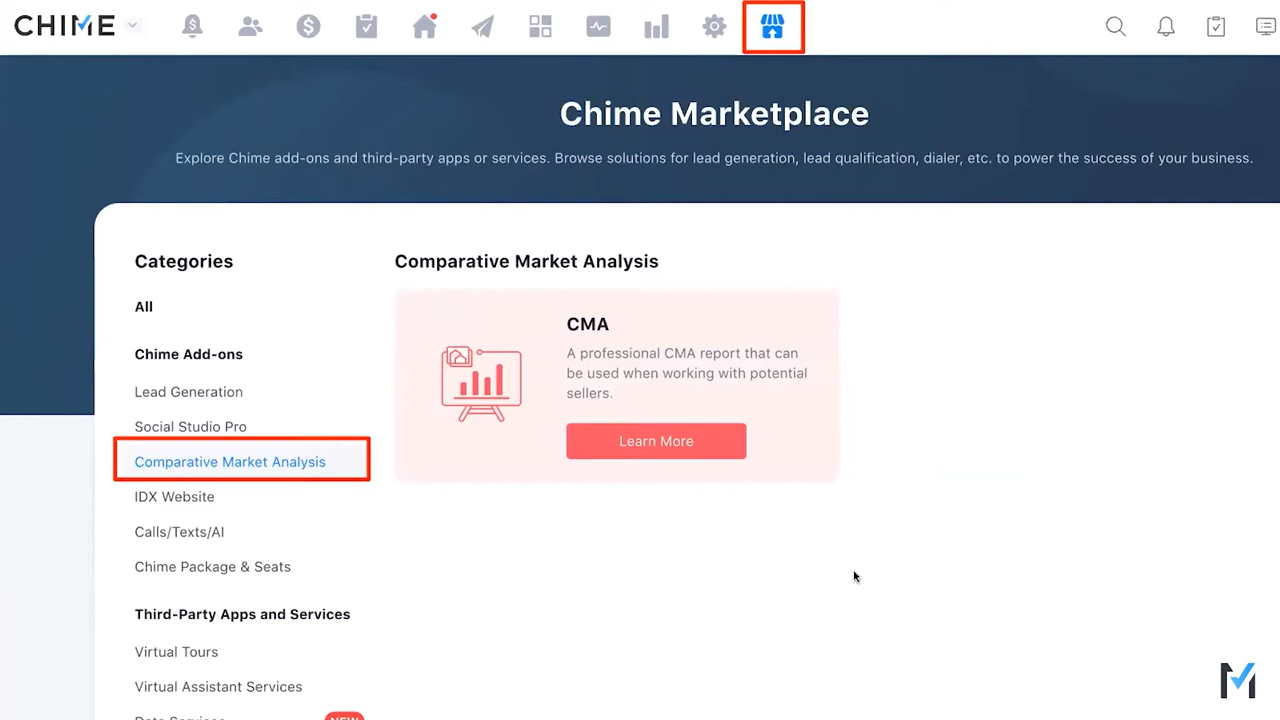 CHIME
Chime Marketplace
Explore Chime add-ons and third-party apps or services. Browse solutions for lead generation, lead qualification, dialer, etc. to power the success of your business.
Categories
All
Chime Add-ons
Lead Generation
Social Studio Pro
Comparative Market Analysis
IDX Website
Calls/Texts/AI
Chime Package & Seats
Third-Party Apps and Services
Virtual Tours
Virtual Assistant Services
Data Services
NEW
Comparative Market Analysis
CMA
A professional CMA report that can
be used when working with potential
sellers.
Learn More